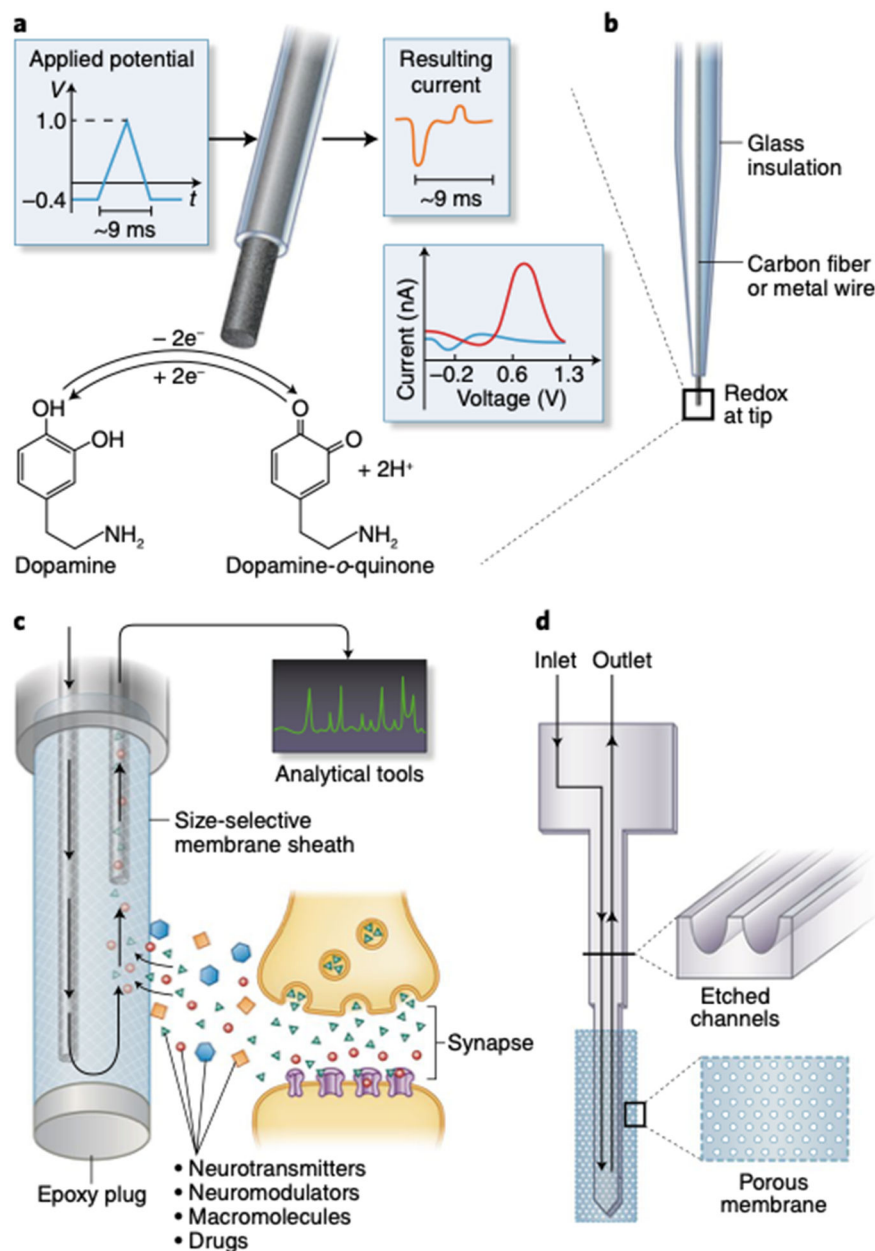 a
Applied potential
V
1.0
–0.4
t
~9 ms
Resulting
current
~9 ms
Current (nA)
–0.2 0.6 1.3
Voltage (V)
– 2e⁻
+ 2e⁻
OH
OH
NH₂
Dopamine
O
O
+ 2H⁺
NH₂
Dopamine-o-quinone
b
Glass
insulation
Carbon fiber
or metal wire
Redox
at tip
c
Analytical tools
Size-selective
membrane sheath
Synapse
Epoxy plug
• Neurotransmitters
• Neuromodulators
• Macromolecules
• Drugs
d
Inlet Outlet
Etched
channels
Porous
membrane